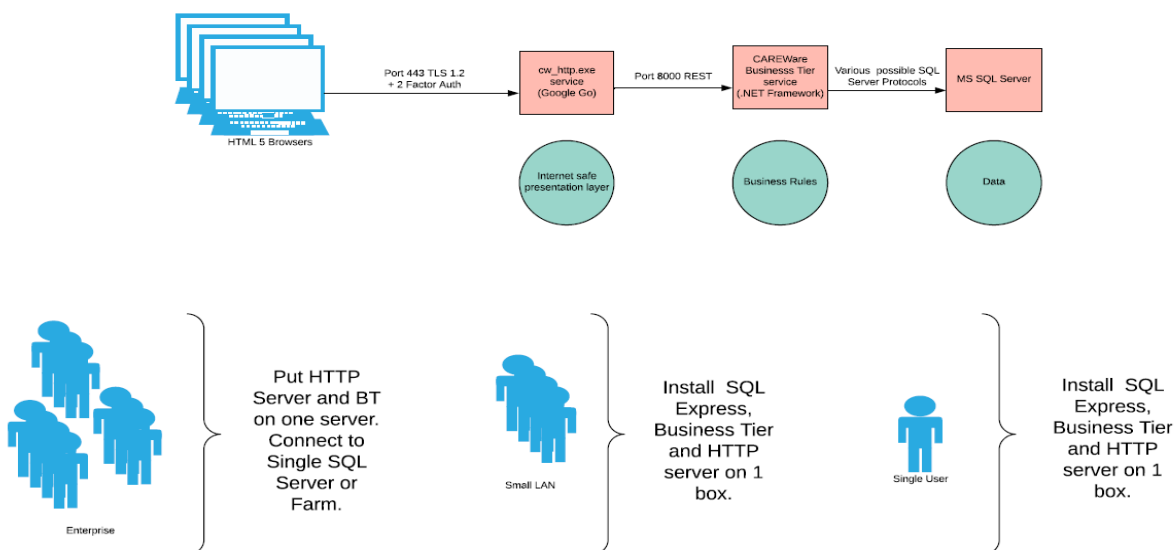 Port 443 TLS 1.2
+ 2 Factor Auth
cw_http.exe
service
(Google Go)
Port 8000 REST
CAREWare
Businesss Tier
service
(.NET Framework)
Various possible SQL
Server Protocols
MS SQL Server
HTML 5 Browsers
Internet safe
presentation layer
Business Rules
Data
Put HTTP
Server and BT
on one server.
Connect to
Single SQL
Server or
Farm.
Enterprise
Install SQL
Express,
Business Tier
and HTTP
server on 1
box.
Small LAN
Install SQL
Express,
Business Tier
and HTTP
server on 1
box.
Single User